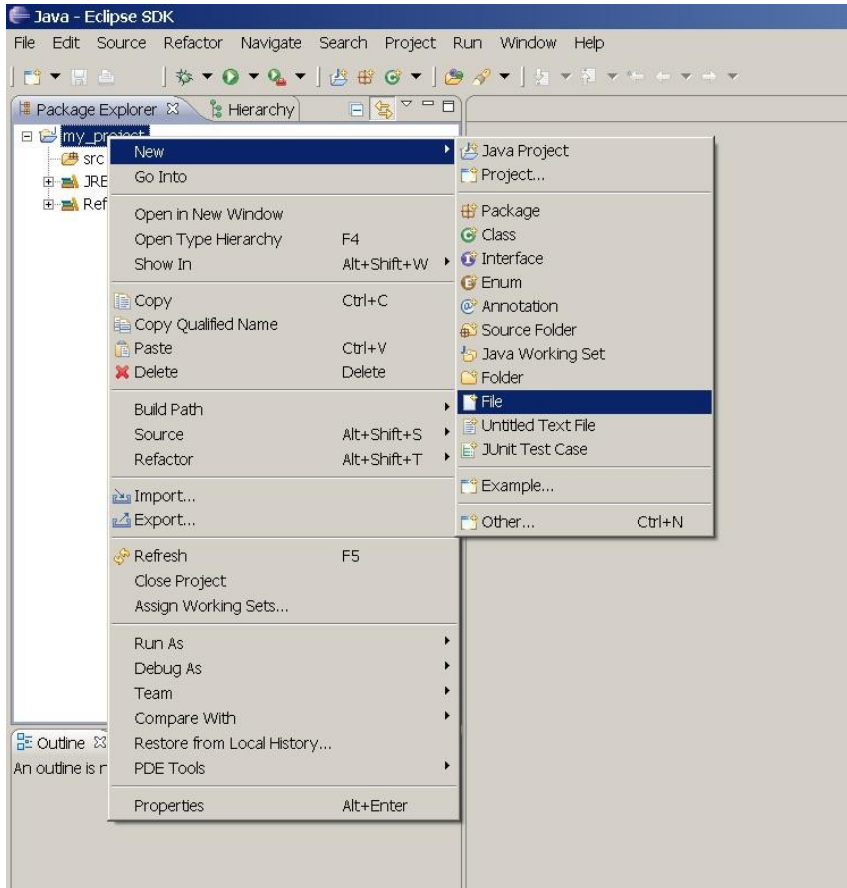 Java - Eclipse SDK
File Edit Source Refactor Navigate Search Project Run Window Help
Package Explorer Hierarchy
my_project
src
JRE
Ref
New
Go Into
Open in New Window
Open Type Hierarchy F4
Show In Alt+Shift+W
Copy Ctrl+C
Copy Qualified Name
Paste Ctrl+V
Delete Delete
Build Path
Source Alt+Shift+S
Refactor Alt+Shift+T
Import...
Export...
Refresh F5
Close Project
Assign Working Sets...
Run As
Debug As
Team
Compare With
Restore from Local History...
PDE Tools
Properties Alt+Enter
Java Project
Project...
Package
Class
Interface
Enum
Annotation
Source Folder
Java Working Set
Folder
File
Untitled Text File
JUnit Test Case
Example...
Other... Ctrl+N
Outline
An outline is